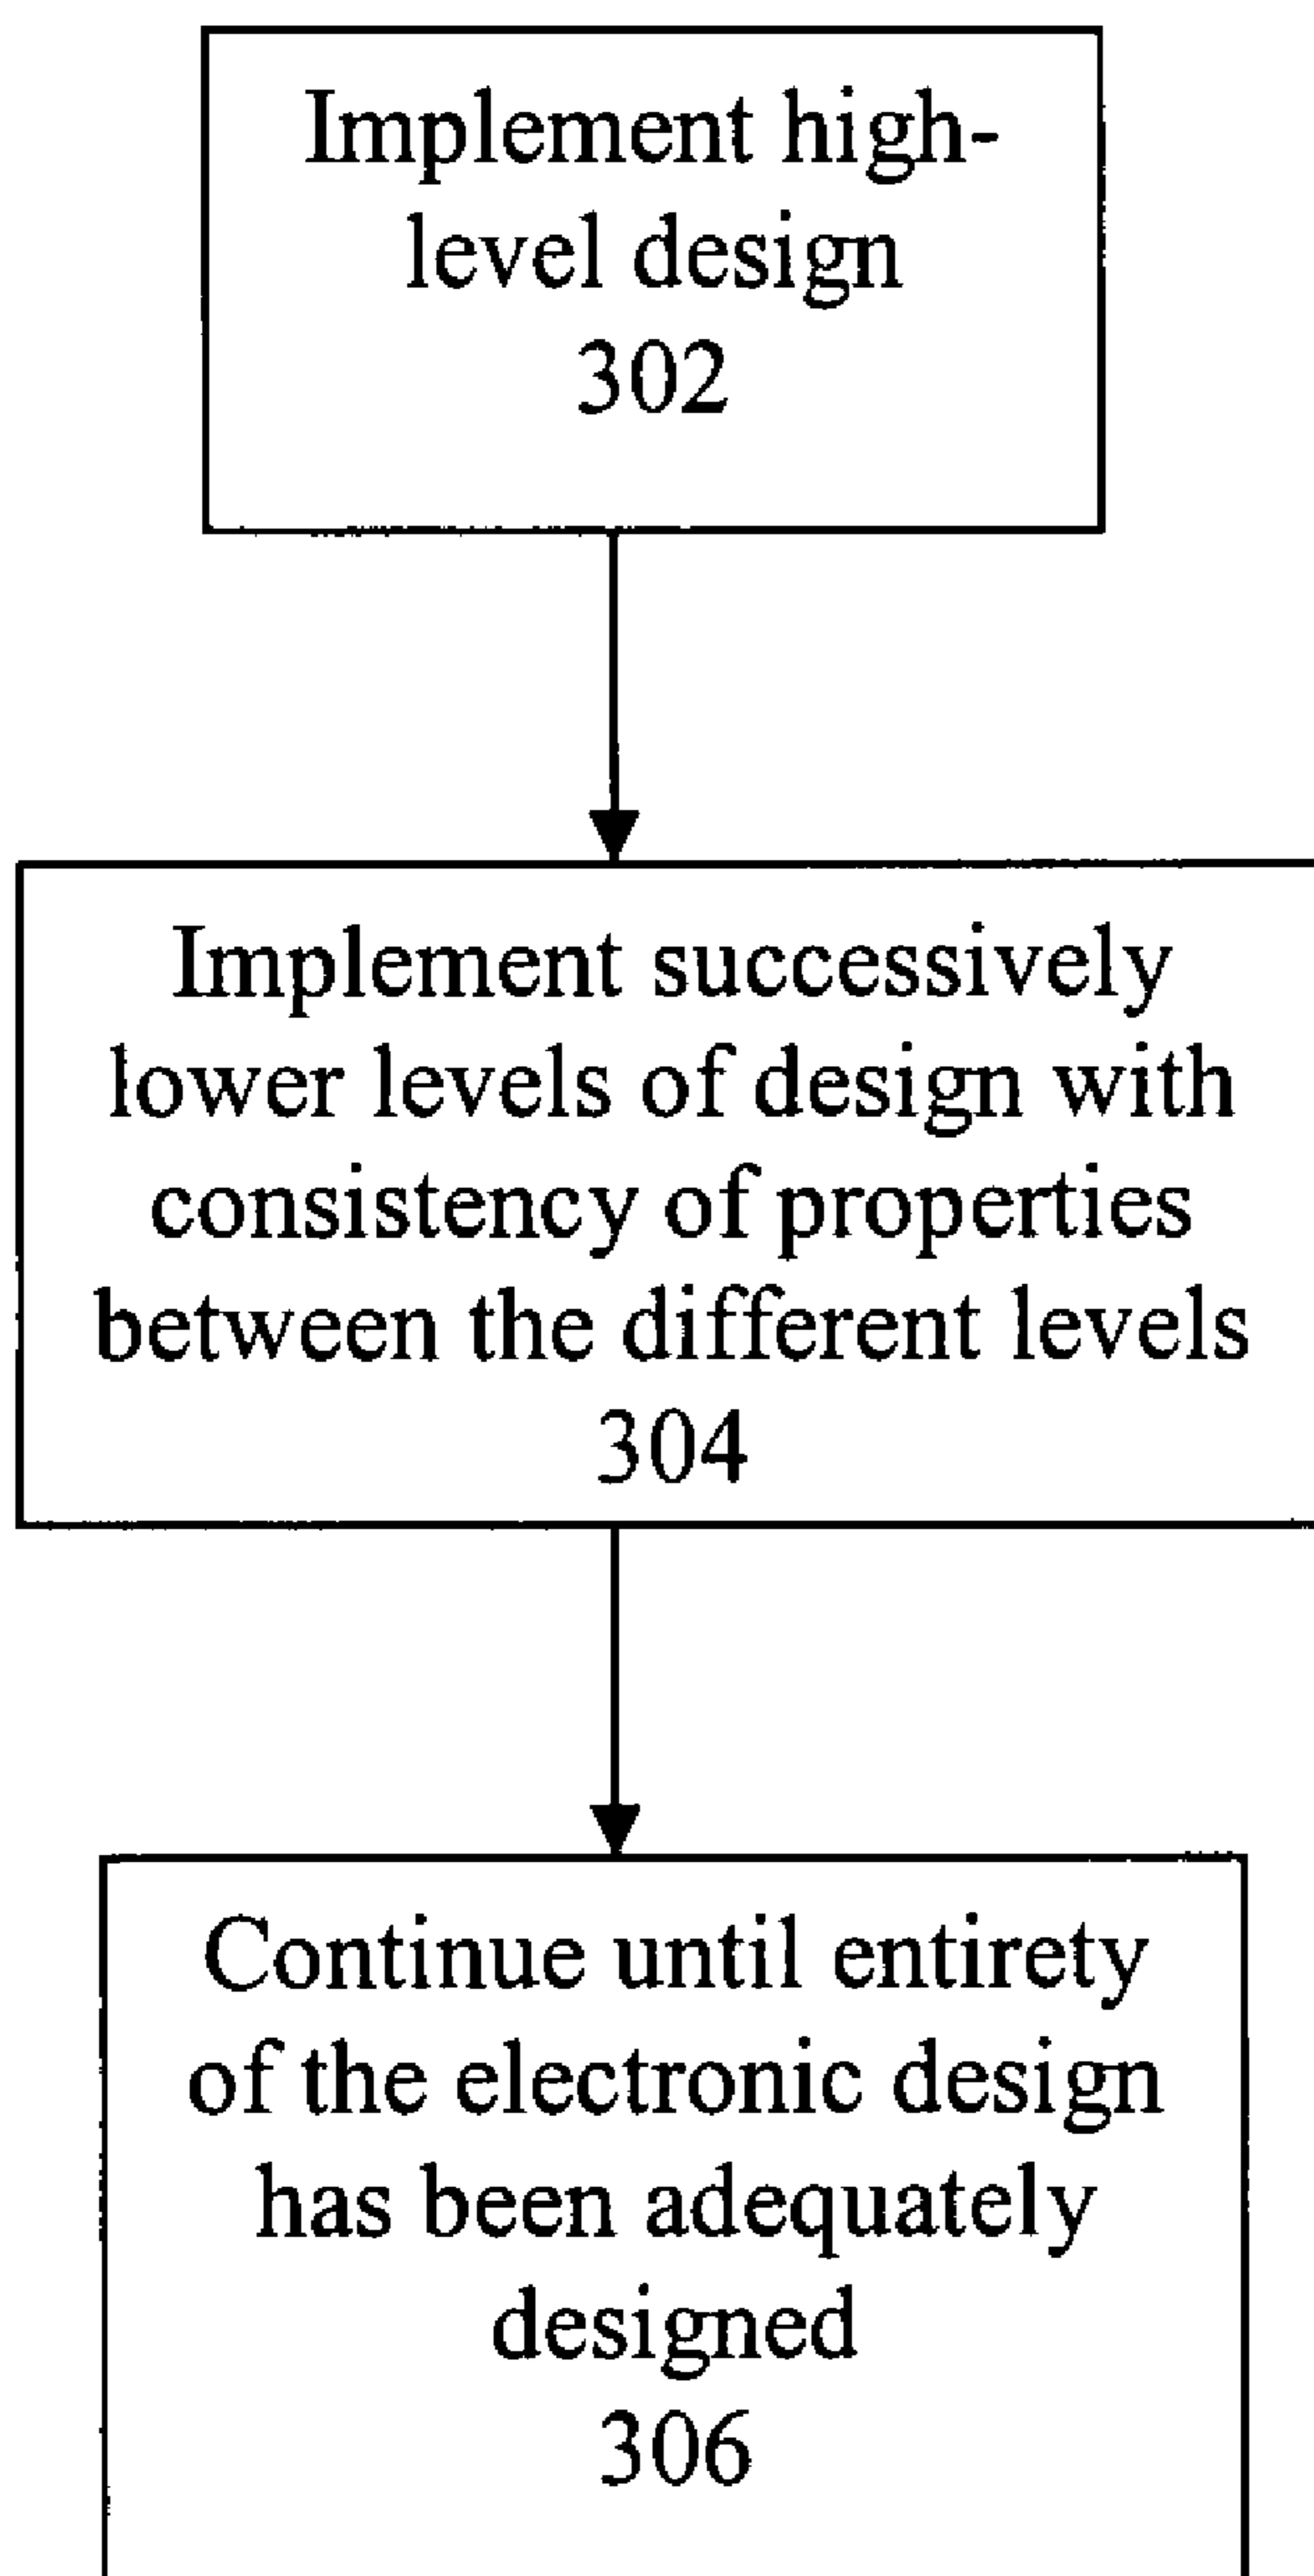 Implement high-
level design
302
Implement successively
lower levels of design with
consistency of properties
between the different levels
304
Continue until entirety
of the electronic design
has been adequately
designed
306